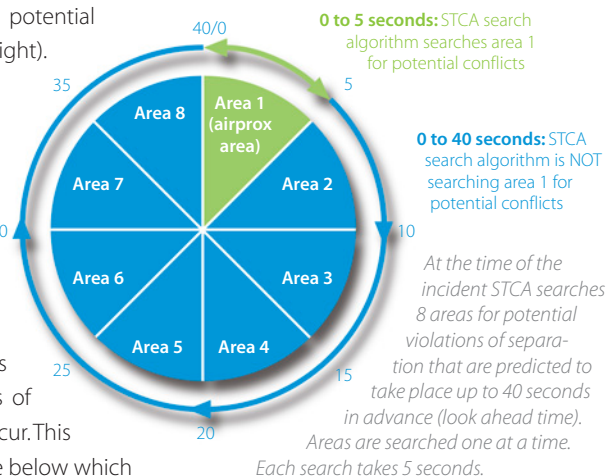 potential
ight).
40/0
0 to 5 seconds: STCA search
algorithm searches area 1
for potential conflicts
35
5
Area 8
Area 1
(airprox
area)
0 to 40 seconds: STCA
search algorithm is NOT
searching area 1 for
potential conflicts
Area 7
Area 2
0
10
Area 6
Area 3
At the time of the
incident STCA searches
8 areas for potential
violations of separa-
tion that are predicted to
take place up to 40 seconds
in advance (look ahead time).
Areas are searched one at a time.
Each search takes 5 seconds.
Area 5
Area 4
s
25
15
s of
20
cur. This
e below which